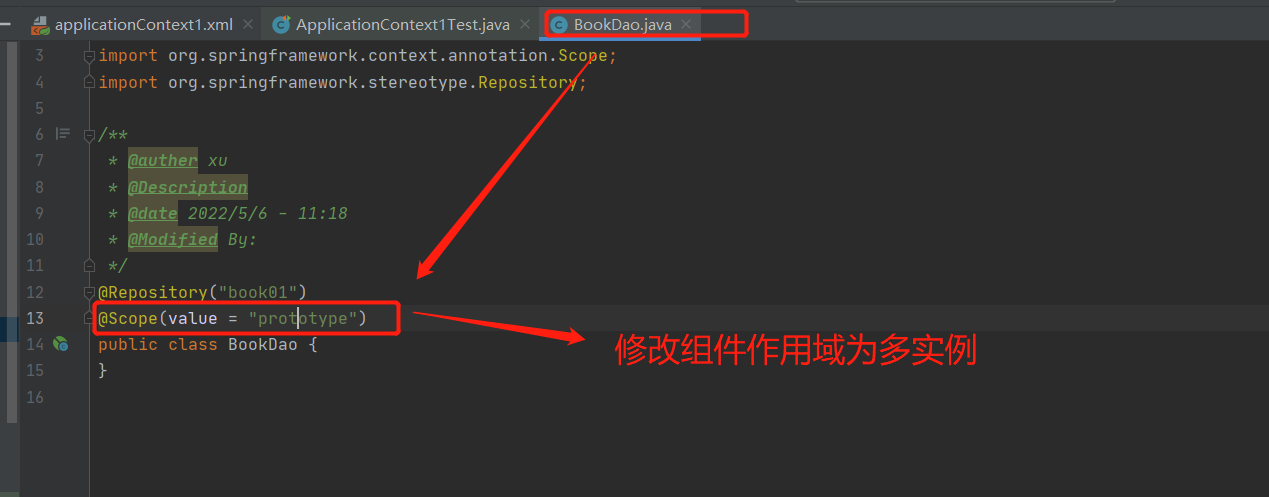 applicationContext1.xml ApplicationContext1Test.java BookDao.java
3 import org.springframework.context.annotation.Scope;
4 import org.springframework.stereotype.Repository;
5
6 /**
7 * @auther xu
8 * @Description
9 * @date 2022/5/6 - 11:18
10 * @Modified By:
11 */
12 @Repository("book01")
13 @Scope(value = "prototype")
14 public class BookDao {
15 }
16
修改组件作用域为多实例